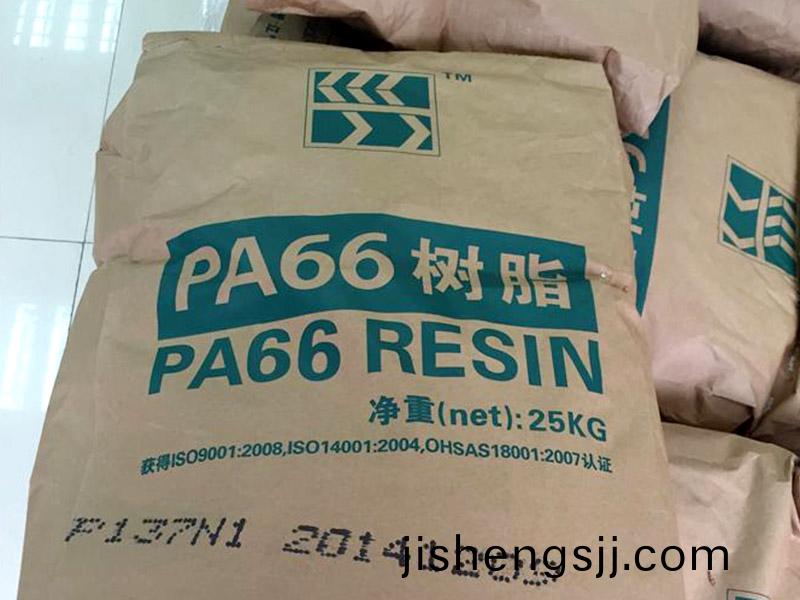 TM
PA66树脂
PA66 RESIN
净重(net):25KG
获得ISO9001:2008,ISO14001:2004,OHSAS18001:2007认证
P137N1
jishengsjj.com